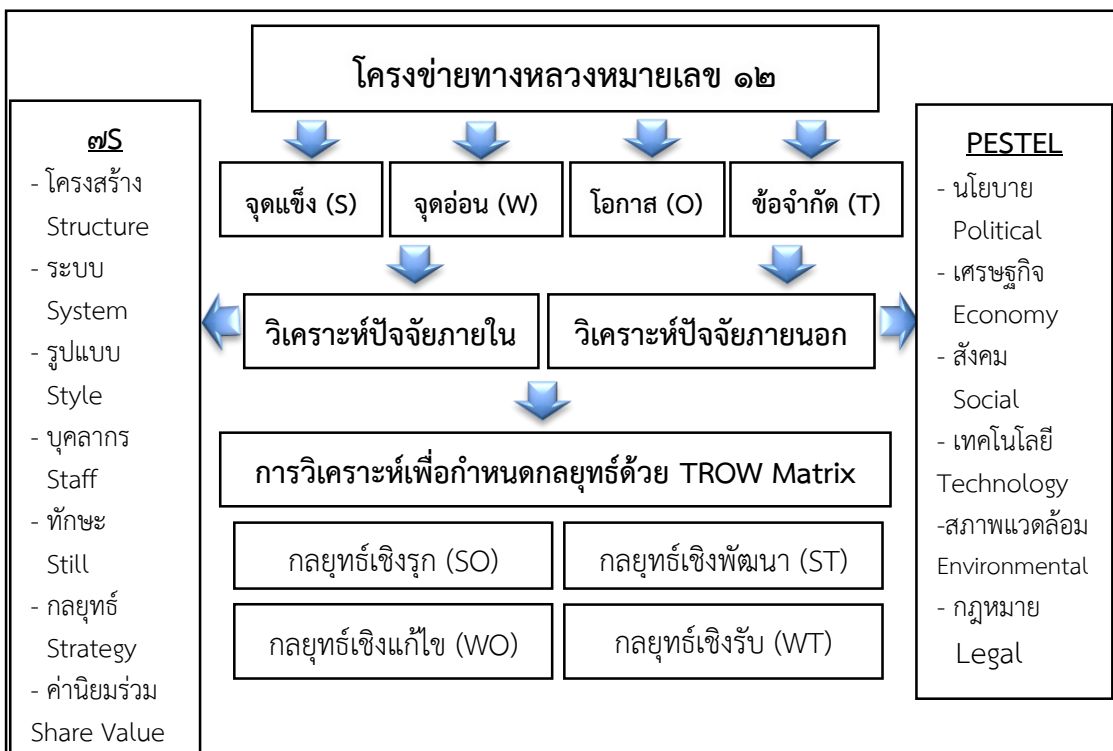 โครงข่ายทางหลวงหมายเลข ๑๒
๗S
- โครงสร้าง
Structure
- ระบบ
System
- รูปแบบ
Style
- บุคลากร
Staff
- ทักษะ
Still
- กลยุทธ์
Strategy
- ค่านิยมร่วม
Share Value
จุดแข็ง (S)
จุดอ่อน (W)
โอกาส (O)
ข้อจำกัด (T)
วิเคราะห์ปัจจัยภายใน
วิเคราะห์ปัจจัยภายนอก
การวิเคราะห์เพื่อกำหนดกลยุทธ์ด้วย TROW Matrix
กลยุทธ์เชิงรุก (SO)
กลยุทธ์เชิงพัฒนา (ST)
กลยุทธ์เชิงแก้ไข (WO)
กลยุทธ์เชิงรับ (WT)
PESTEL
- นโยบาย
Political
- เศรษฐกิจ
Economy
- สังคม
Social
- เทคโนโลยี
Technology
-สภาพแวดล้อม
Environmental
- กฎหมาย
Legal